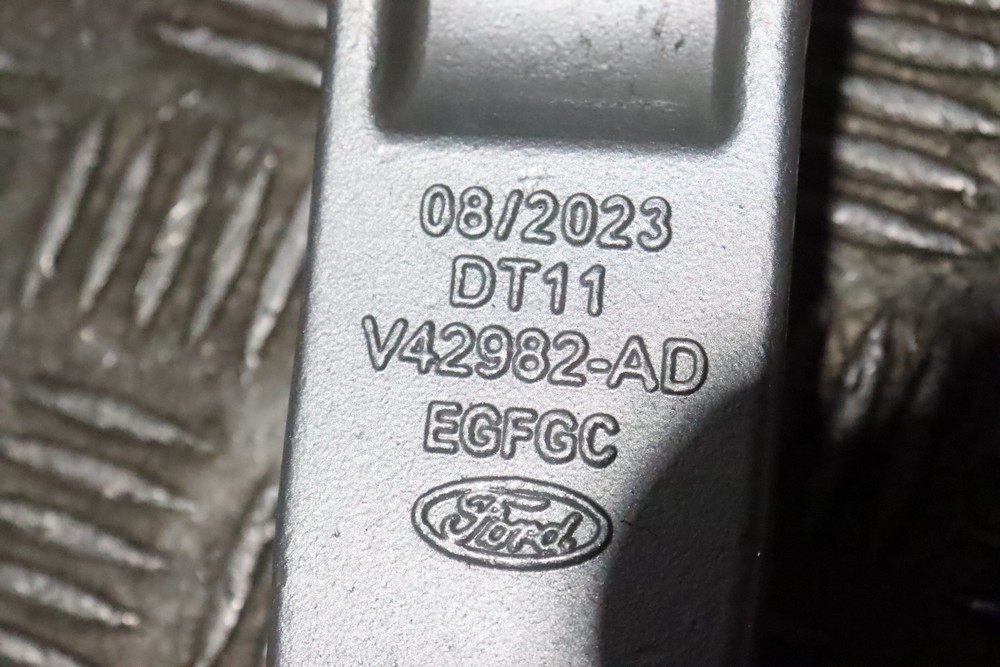 08/2023
DT11
V42982-AD
EGFGC
Ford